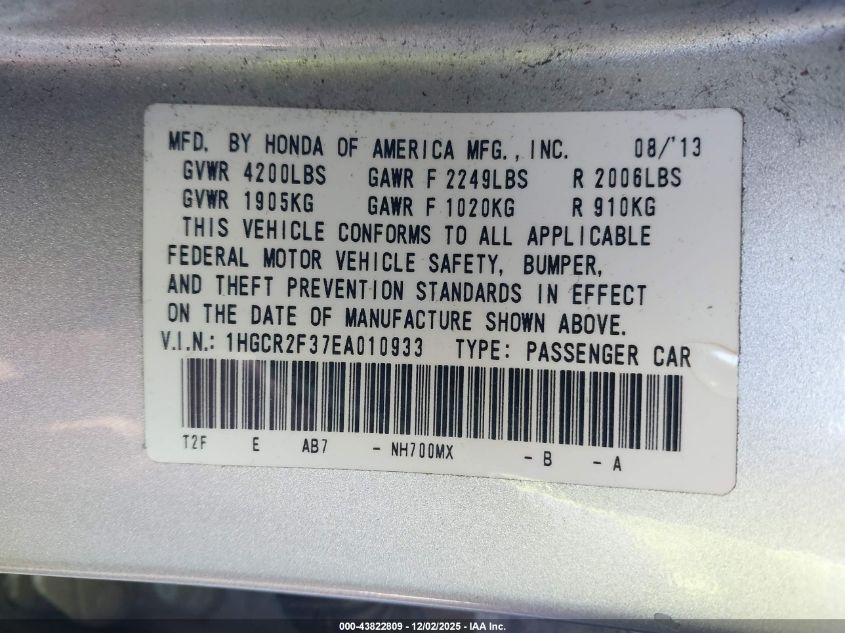 MFD. BY HONDA OF AMERICA MFG., INC. 08/'13
GVWR 4200LBS GAWR F 2249LBS R 2006LBS
GVWR 1905KG GAWR F 1020KG R 910KG
THIS VEHICLE CONFORMS TO ALL APPLICABLE
FEDERAL MOTOR VEHICLE SAFETY, BUMPER,
AND THEFT PREVENTION STANDARDS IN EFFECT
ON THE DATE OF MANUFACTURE SHOWN ABOVE.
V.I.N.: 1HGCR2F37EA010933 TYPE: PASSENGER CAR
T2F E AB7 - NH700MX - B - A
000-43822809 - 12/02/2025 - IAA Inc.